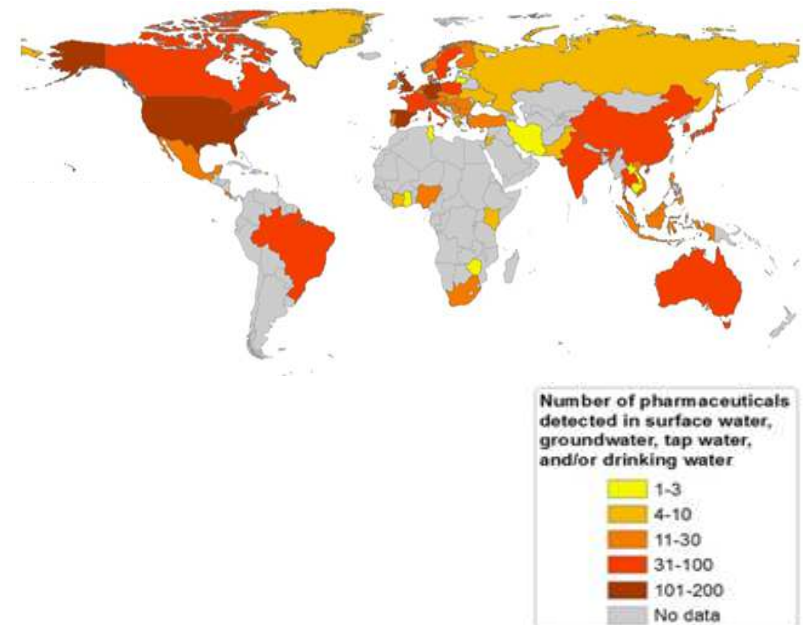 Number of pharmaceuticals
detected in surface water,
groundwater, tap water,
and/or drinking water
1-3
4-10
11-30
31-100
101-200
No data